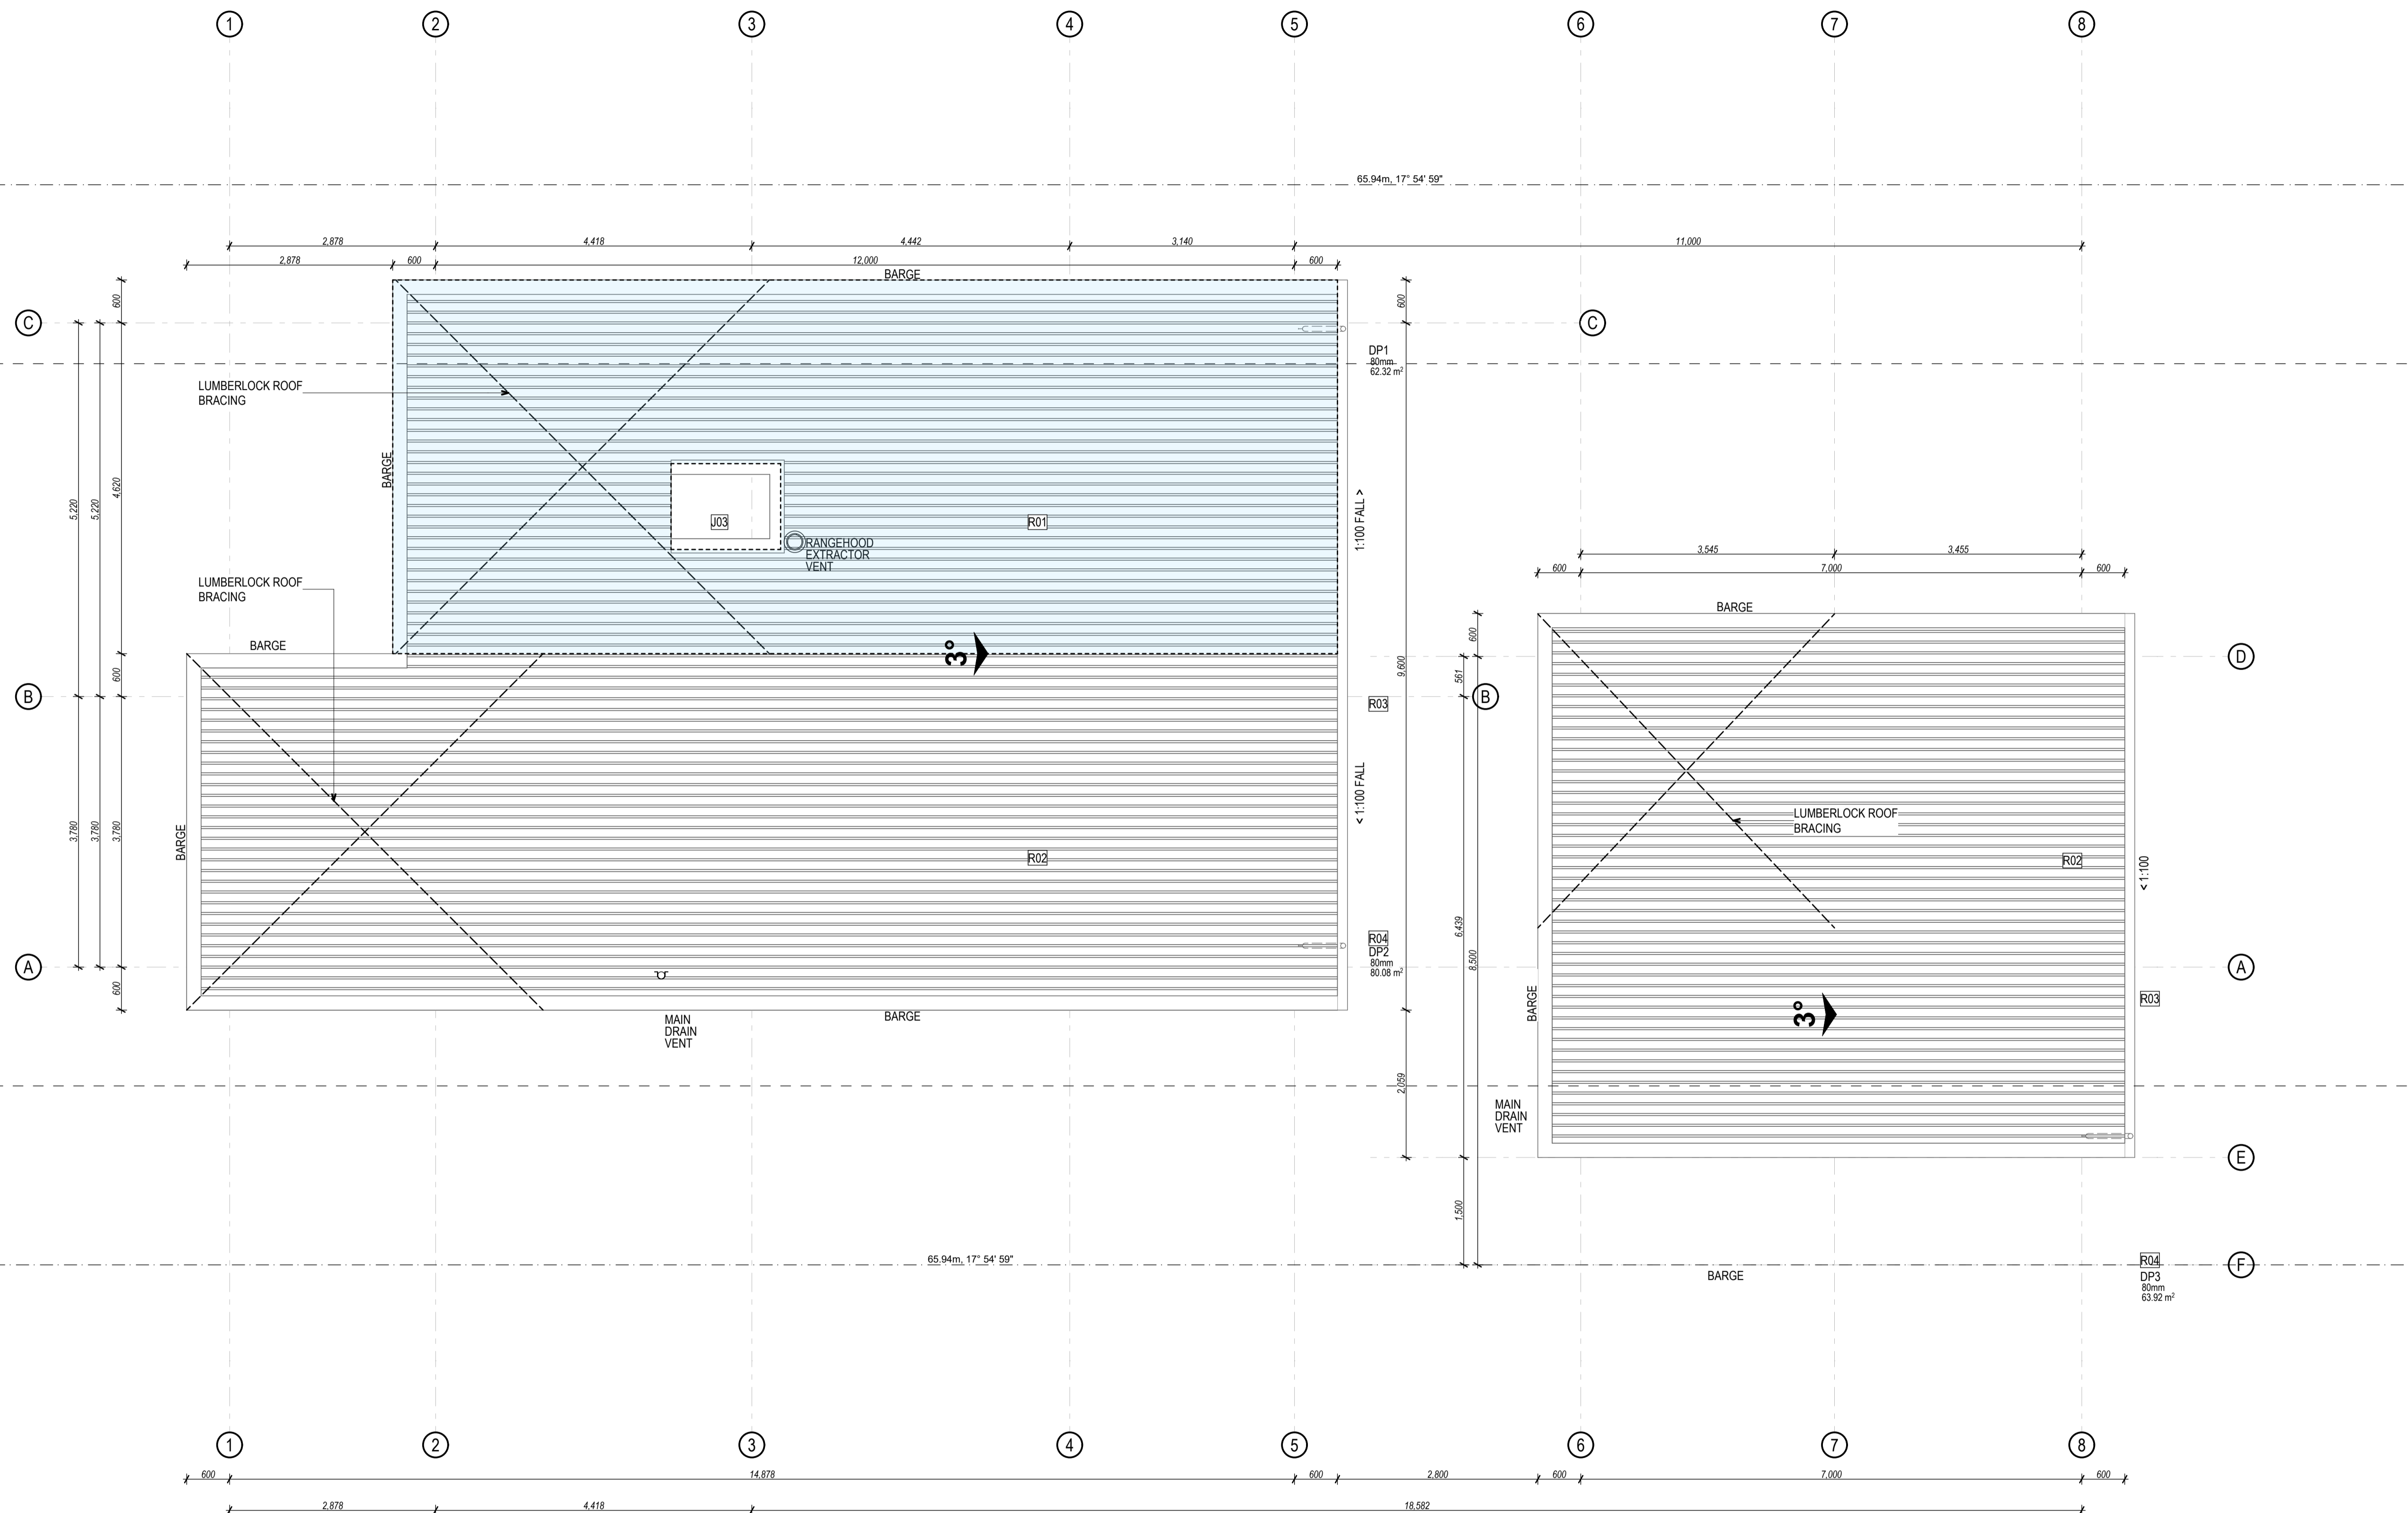 1 2 3 4 5 6 7 8
65.94m, 17° 54' 59"
2,878 4,418 4,442 3,140 11,000
2,878 600 12,000 600
BARGE
600
600
C
C
DP1
80mm
62.32 m²
LUMBERLOCK ROOF
BRACING
BARGE
5,220
5,220
4,620
J03
R01
1:100 FALL >
RANGEHOOD
EXTRACTOR
VENT
3,545 3,455
600 7,000 600
LUMBERLOCK ROOF
BRACING
BARGE
BARGE
3°
600
600
561
9,600
D
B
B
R03
3,780
3,780
3,780
BARGE
< 1:100 FALL
LUMBERLOCK ROOF
BRACING
R02
R02
< 1:100
6,439
8,500
R04
DP2
80mm
80.08 m²
A
A
600
BARGE
R03
3°
MAIN
DRAIN
VENT
BARGE
2,059
MAIN
DRAIN
VENT
E
1,500
65.94m, 17° 54' 59"
BARGE
R04
F
DP3
80mm
63.92 m²
1 2 3 4 5 6 7 8
600 14,878 600 2,800 600 7,000 600
2,878 4,418 18,582